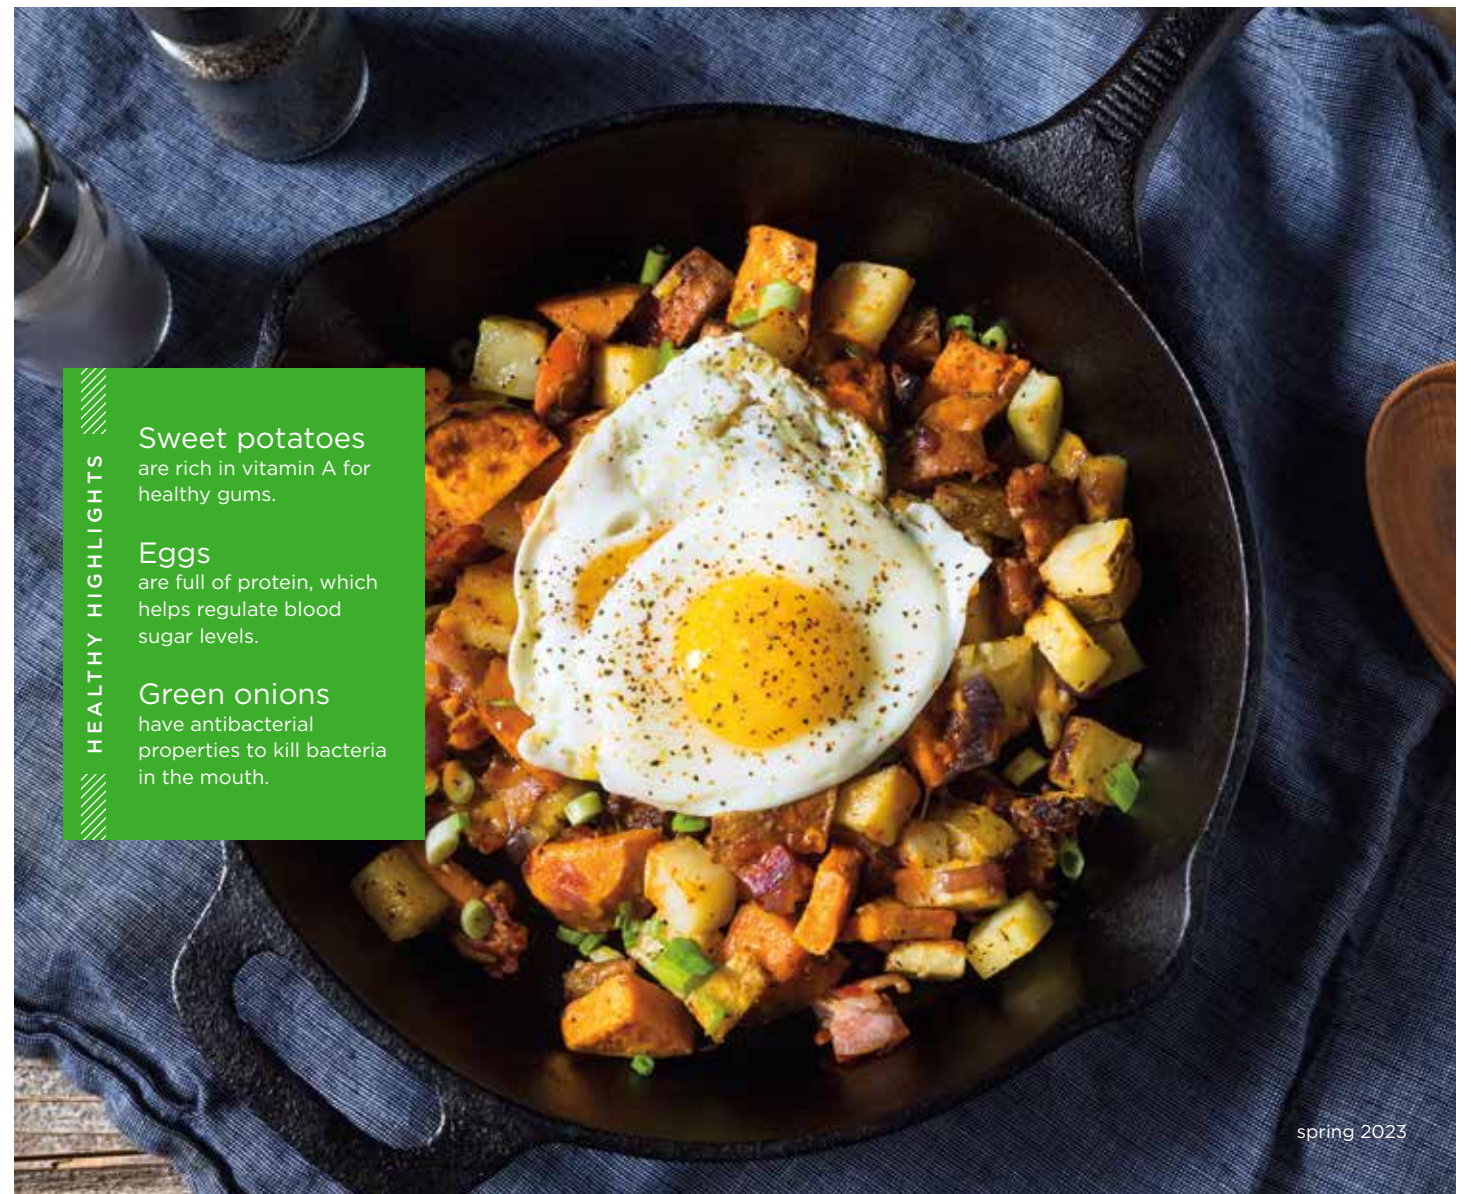 HEALTHY HIGHLIGHTS
Sweet potatoes
are rich in vitamin A for
healthy gums.
Eggs
are full of protein, which
helps regulate blood
sugar levels.
Green onions
have antibacterial
properties to kill bacteria
in the mouth.
spring 2023